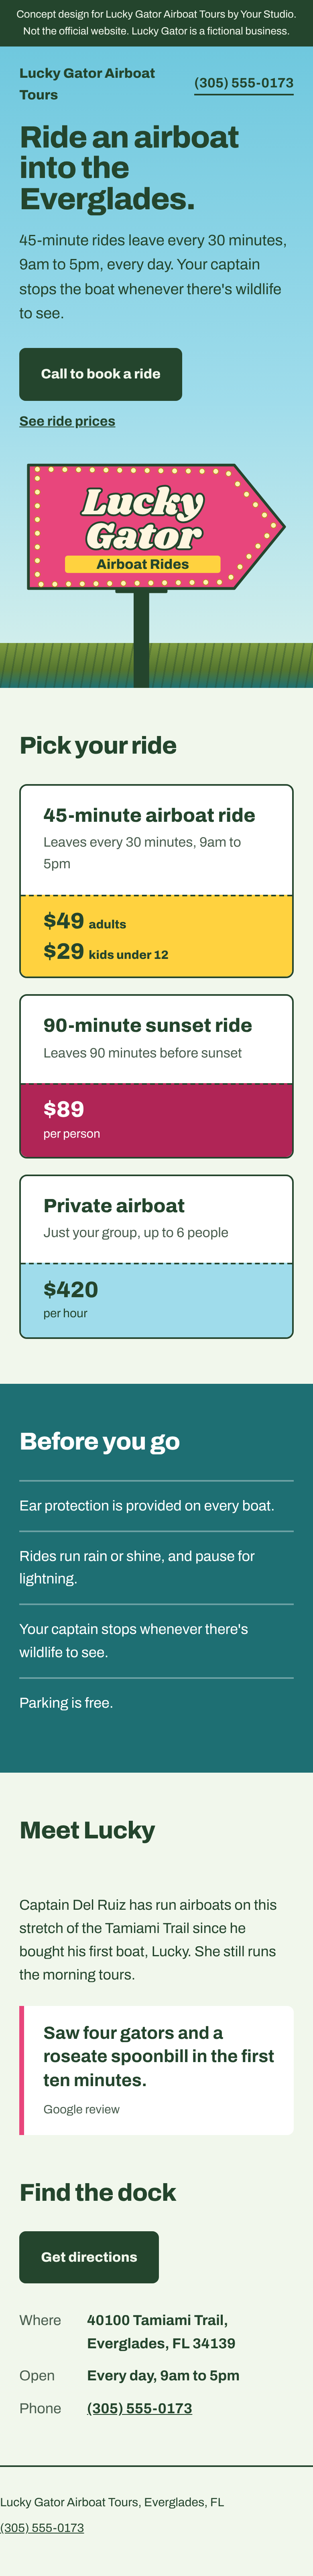 Concept design for Lucky Gator Airboat Tours by Your Studio.
Not the official website. Lucky Gator is a fictional business.
Lucky Gator Airboat
Tours
(305) 555-0173
Ride an airboat
into the
Everglades.
45-minute rides leave every 30 minutes,
9am to 5pm, every day. Your captain
stops the boat whenever there's wildlife
to see.
Call to book a ride
See ride prices
Lucky
Gator
Airboat Rides
Pick your ride
45-minute airboat ride
Leaves every 30 minutes, 9am to
5pm
$49 adults
$29 kids under 12
90-minute sunset ride
Leaves 90 minutes before sunset
$89
per person
Private airboat
Just your group, up to 6 people
$420
per hour
Before you go
Ear protection is provided on every boat.
Rides run rain or shine, and pause for
lightning.
Your captain stops whenever there's
wildlife to see.
Parking is free.
Meet Lucky
Captain Del Ruiz has run airboats on this
stretch of the Tamiami Trail since he
bought his first boat, Lucky. She still runs
the morning tours.
Saw four gators and a
roseate spoonbill in the first
ten minutes.
Google review
Find the dock
Get directions
Where 40100 Tamiami Trail,
Everglades, FL 34139
Open Every day, 9am to 5pm
Phone (305) 555-0173
Lucky Gator Airboat Tours, Everglades, FL
(305) 555-0173